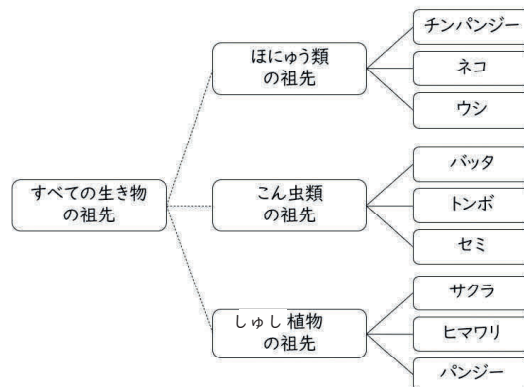 すべての生き物
の祖先
ほにゅう類
の祖先
チンパンジー
ネコ
ウシ
こん虫類
の祖先
バッタ
トンボ
セミ
しゅし植物
の祖先
サクラ
ヒマワリ
パンジー